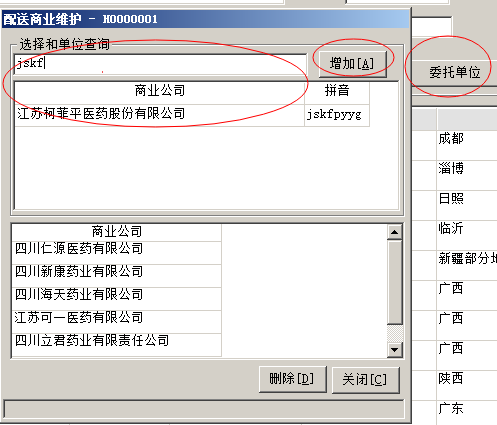 配送商业维护 - H0000001
选择和单位查询
jskf
增加[A]
委托单位
商业公司 拼音
江苏柯菲平医药股份有限公司 jskfpyyg
商业公司
四川仁源医药有限公司
四川新康药业有限公司
四川海天药业有限公司
江苏可一医药有限公司
四川立君药业有限责任公司
删除[D]
关闭[C]
成都
淄博
日照
临沂
新疆部分地
广西
广西
广西
陕西
广东